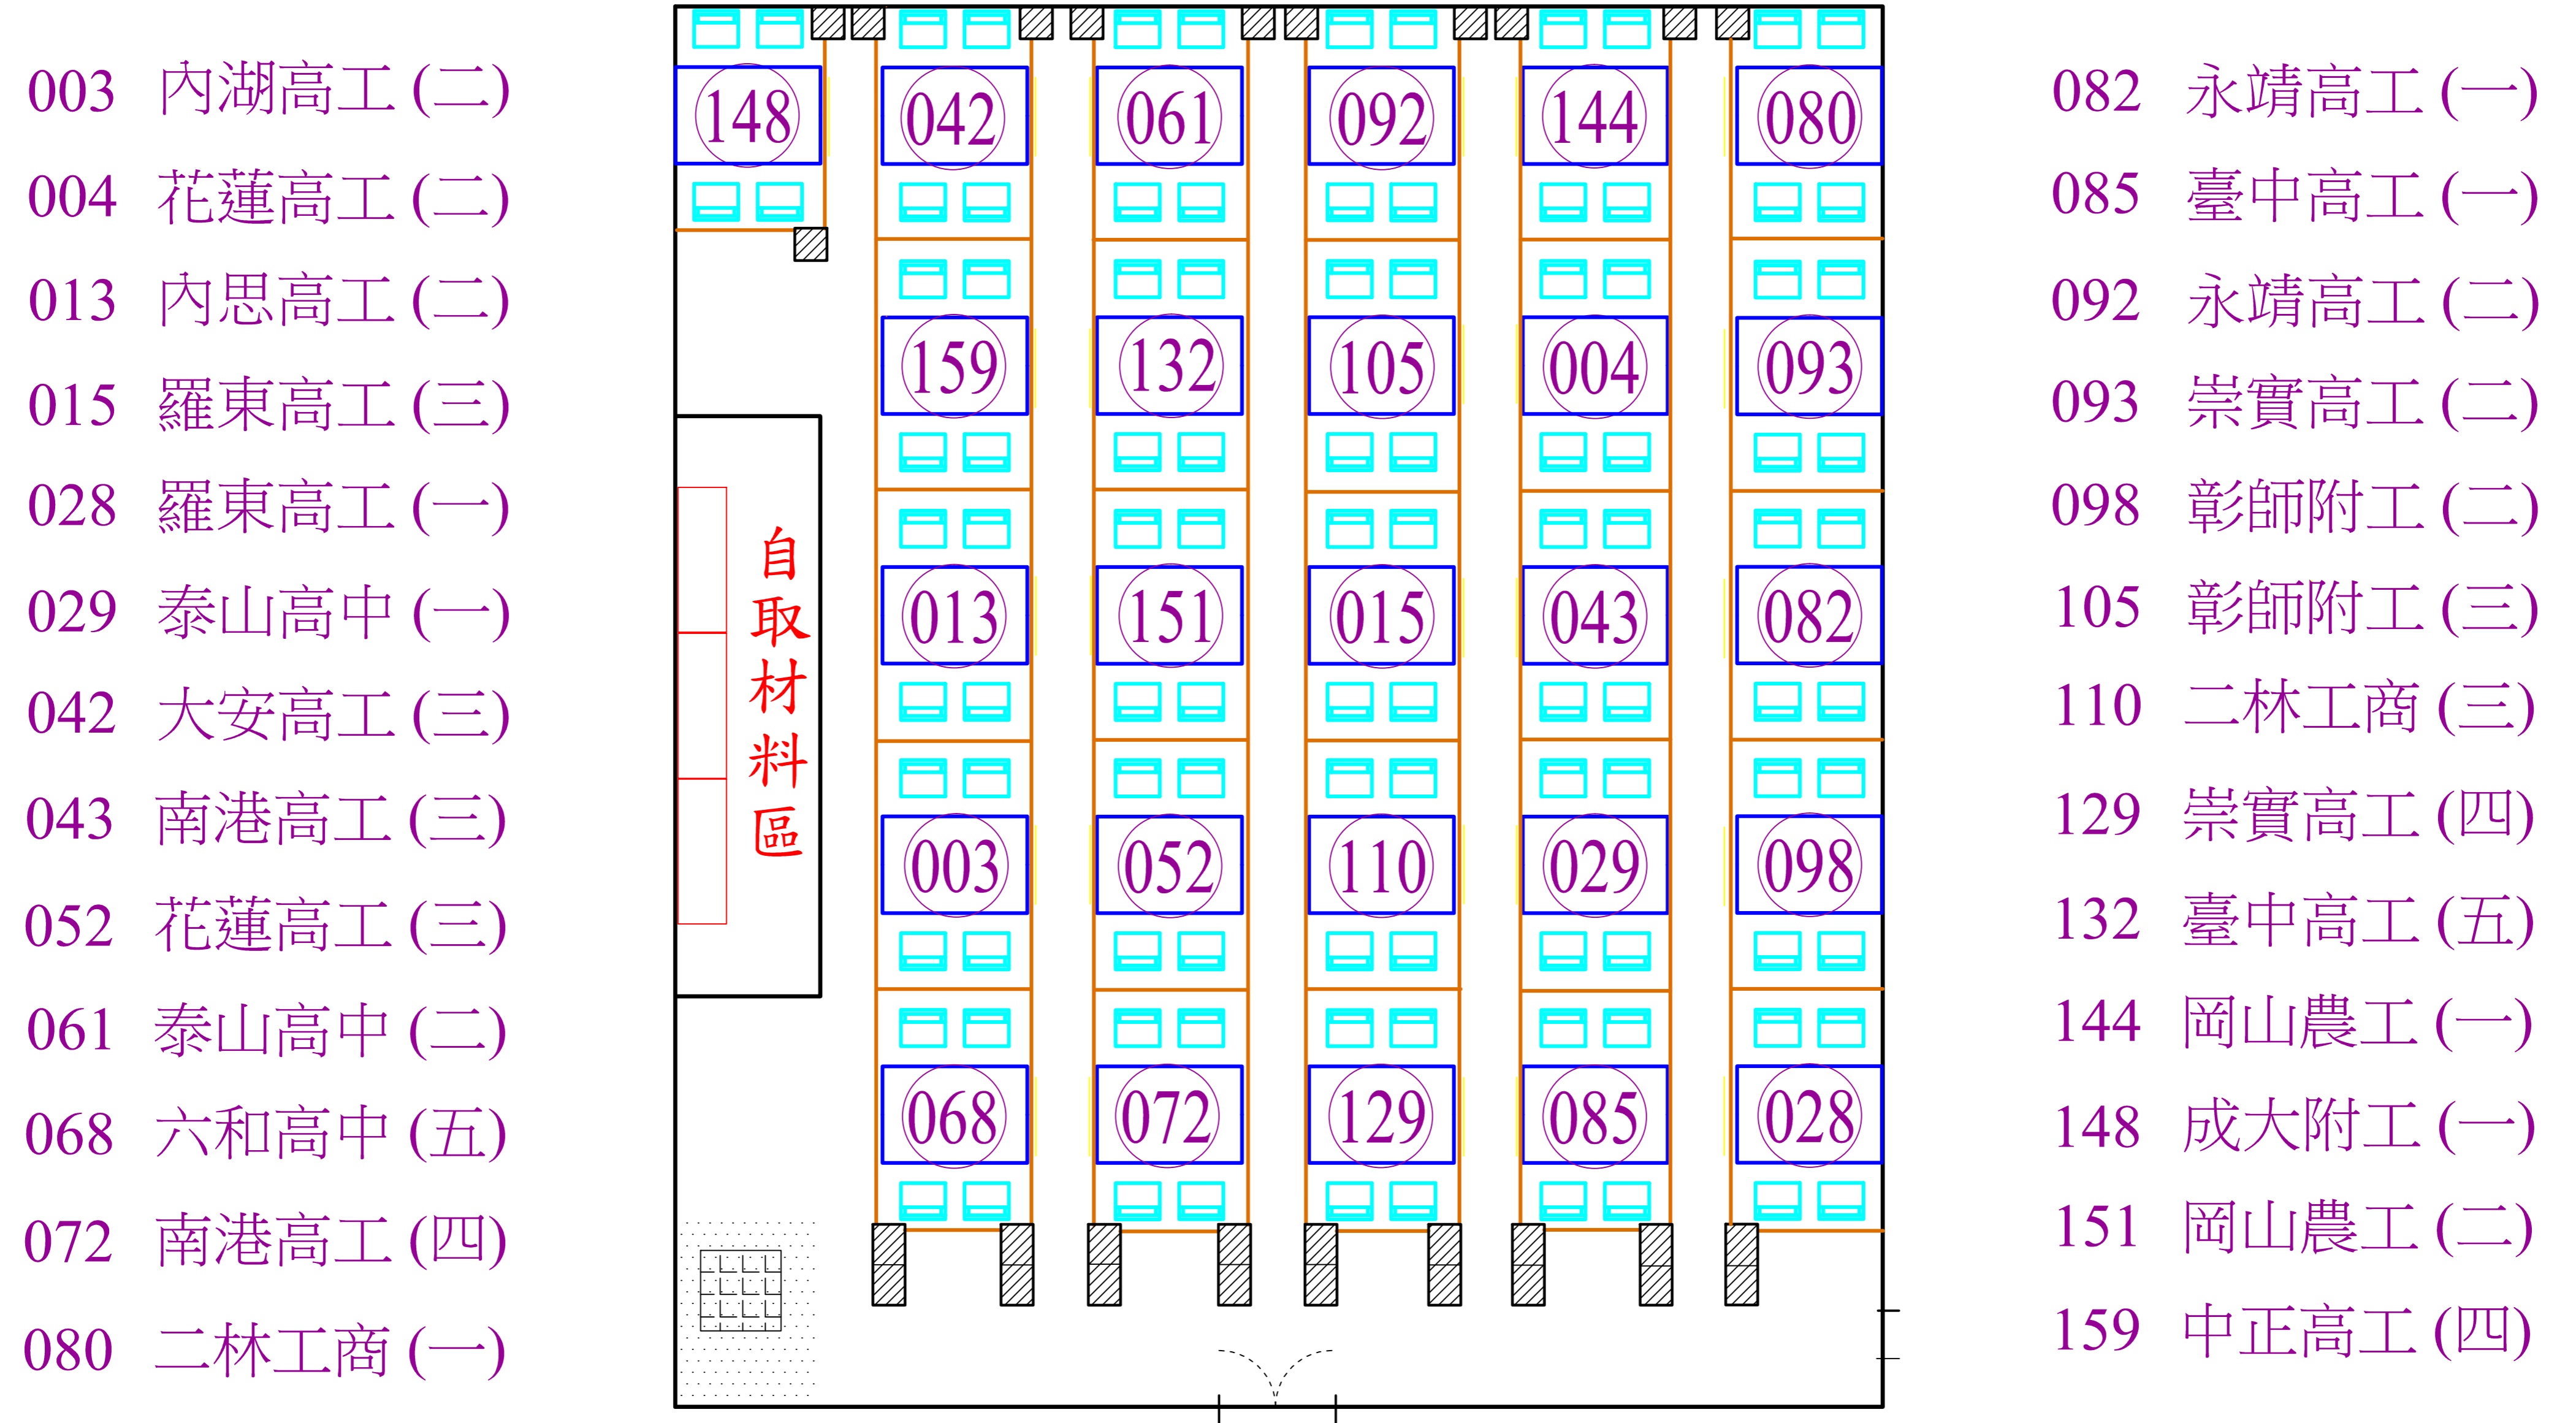 003 內湖高工 (二)
004 花蓮高工 (二)
013 內思高工 (二)
015 羅東高工 (三)
028 羅東高工 (一)
029 泰山高中 (一)
042 大安高工 (三)
043 南港高工 (三)
052 花蓮高工 (三)
061 泰山高中 (二)
068 六和高中 (五)
072 南港高工 (四)
080 二林工商 (一)
148 042 061 092 144 080
159 132 105 004 093
013 151 015 043 082
003 052 110 029 098
068 072 129 085 028
自取材料區
082 永靖高工 (一)
085 臺中高工 (一)
092 永靖高工 (二)
093 崇實高工 (二)
098 彰師附工 (二)
105 彰師附工 (三)
110 二林工商 (三)
129 崇實高工 (四)
132 臺中高工 (五)
144 岡山農工 (一)
148 成大附工 (一)
151 岡山農工 (二)
159 中正高工 (四)